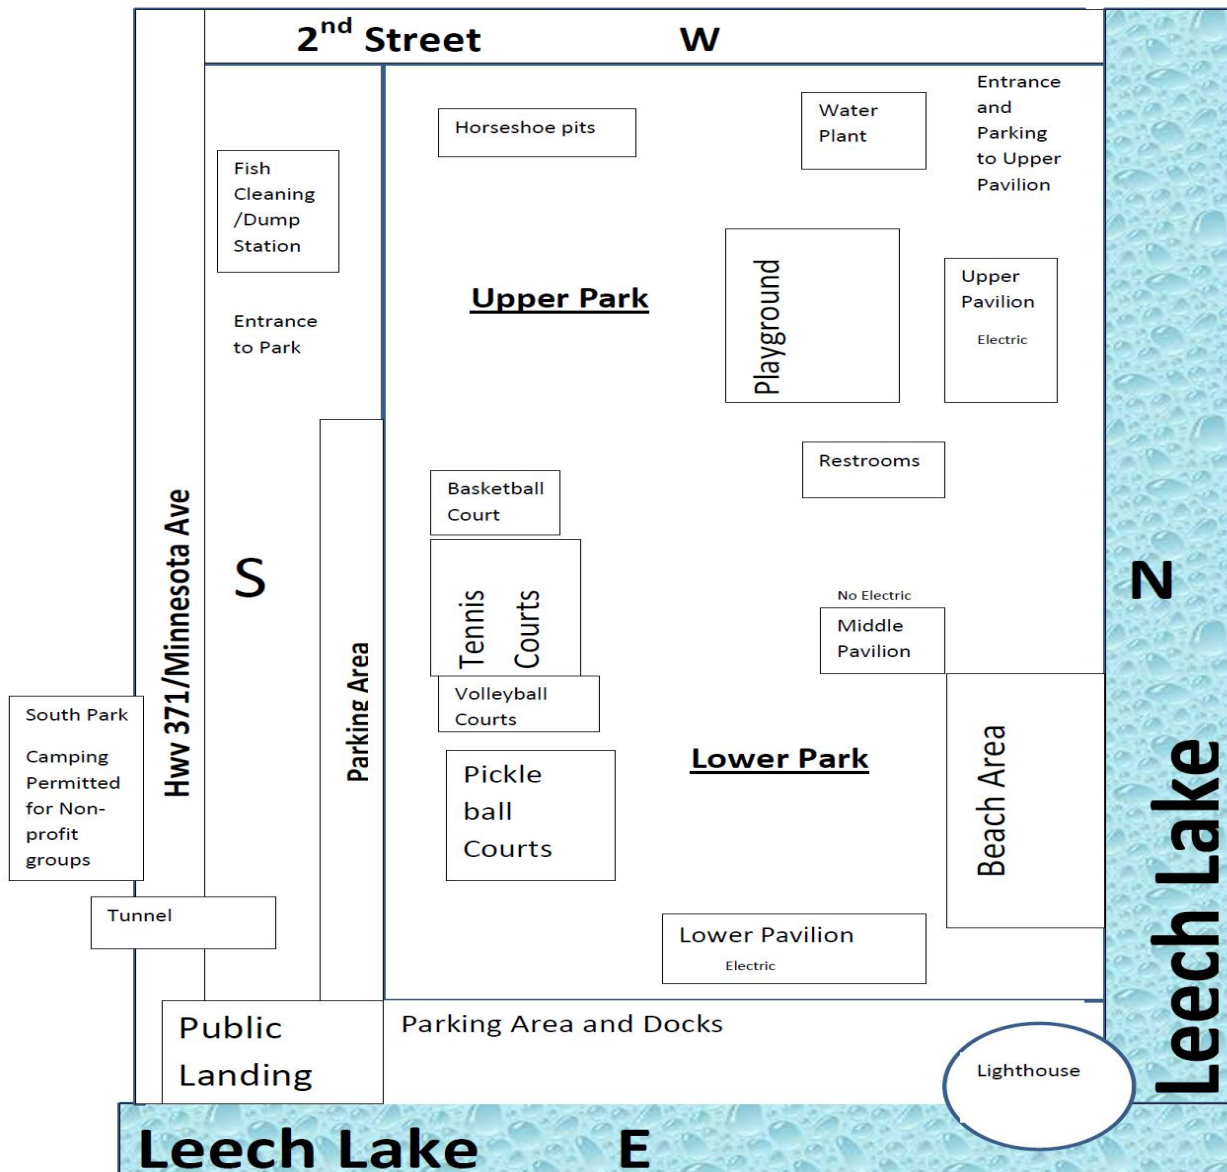 2nd Street W
Horseshoe pits
Water
Plant
Entrance
and
Parking
to Upper
Pavilion
Fish
Cleaning
/Dump
Station
Upper Park
Playground
Upper
Pavilion
Electric
Entrance
to Park
Restrooms
Basketball
Court
Hwy 371/Minnesota Ave
S
Parking Area
Tennis
Courts
No Electric
Middle
Pavilion
N
South Park
Camping
Permitted
for Non-
profit
groups
Volleyball
Courts
Pickle
ball
Courts
Lower Park
Beach Area
Leech Lake
Tunnel
Lower Pavilion
Electric
Public
Landing
Parking Area and Docks
Lighthouse
Leech Lake E